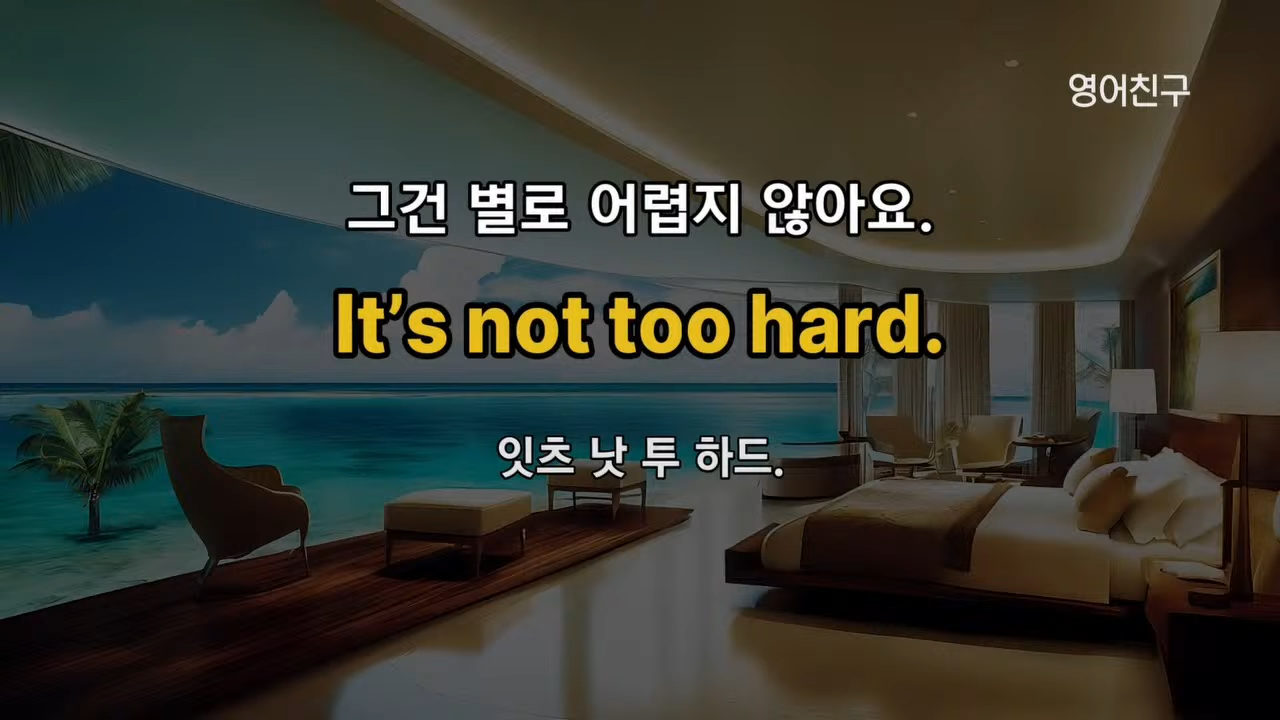 영어친구
그건 별로 어렵지 않아요.
It’s not too hard.
잇츠 낫 투 하드.